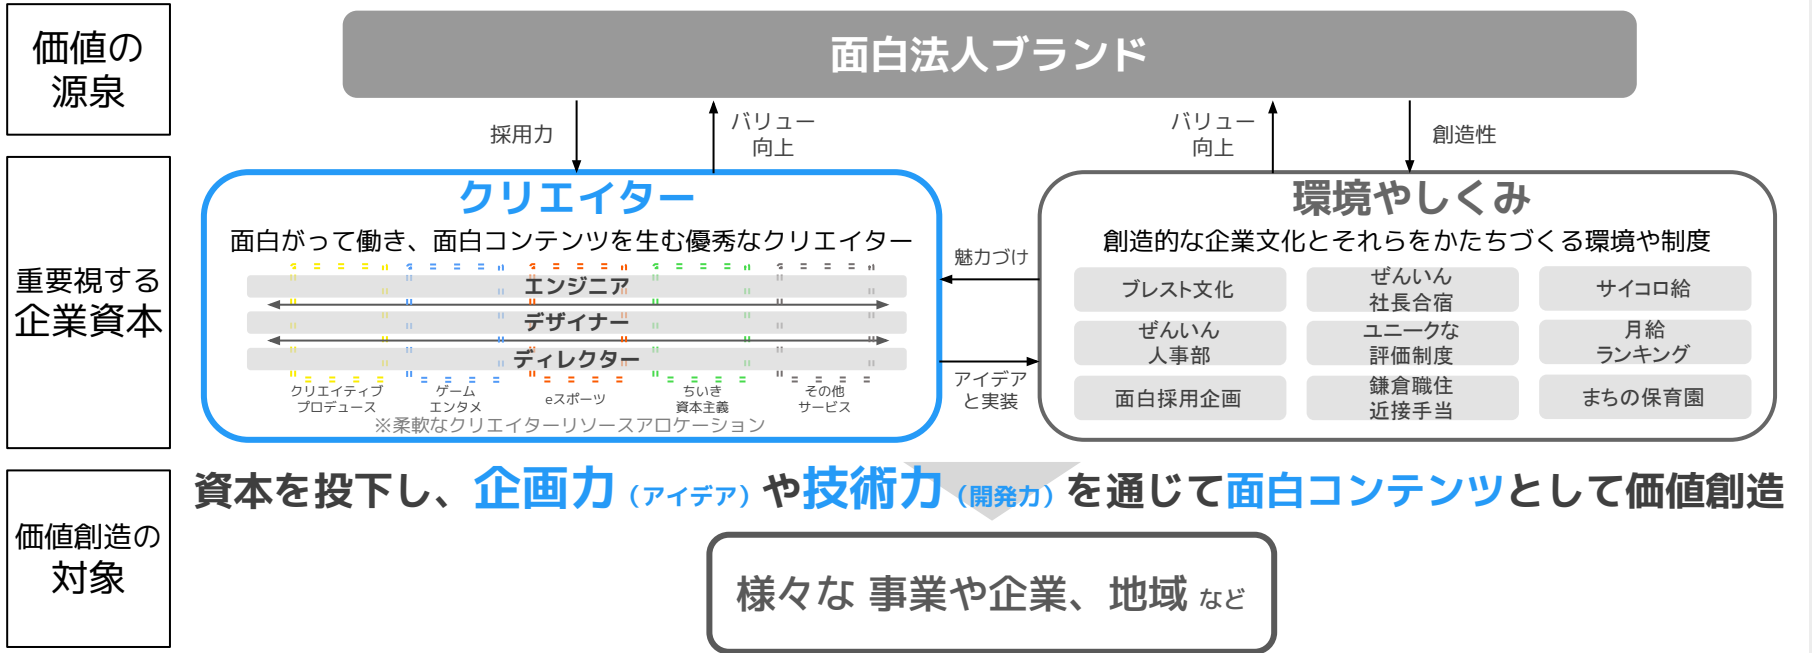 価値の
源泉
面白法人ブランド
採用力
バリュー
向上
バリュー
向上
創造性
重要視する
企業資本
クリエイター
面白がって働き、面白コンテンツを生む優秀なクリエイター
エンジニア
デザイナー
ディレクター
クリエイティブ
プロデュース
ゲーム
エンタメ
eスポーツ
ちいき
資本主義
その他
サービス
※柔軟なクリエイターリソースアロケーション
魅力づけ
アイデア
と実装
環境やしくみ
創造的な企業文化とそれらをかたちづくる環境や制度
ブレスト文化
ぜんいん
社長合宿
サイコロ給
ぜんいん
人事部
ユニークな
評価制度
月給
ランキング
面白採用企画
鎌倉職住
近接手当
まちの保育園
資本を投下し、企画力(アイデア)や技術力(開発力)を通じて面白コンテンツとして価値創造
価値創造の
対象
様々な 事業や企業、地域 など